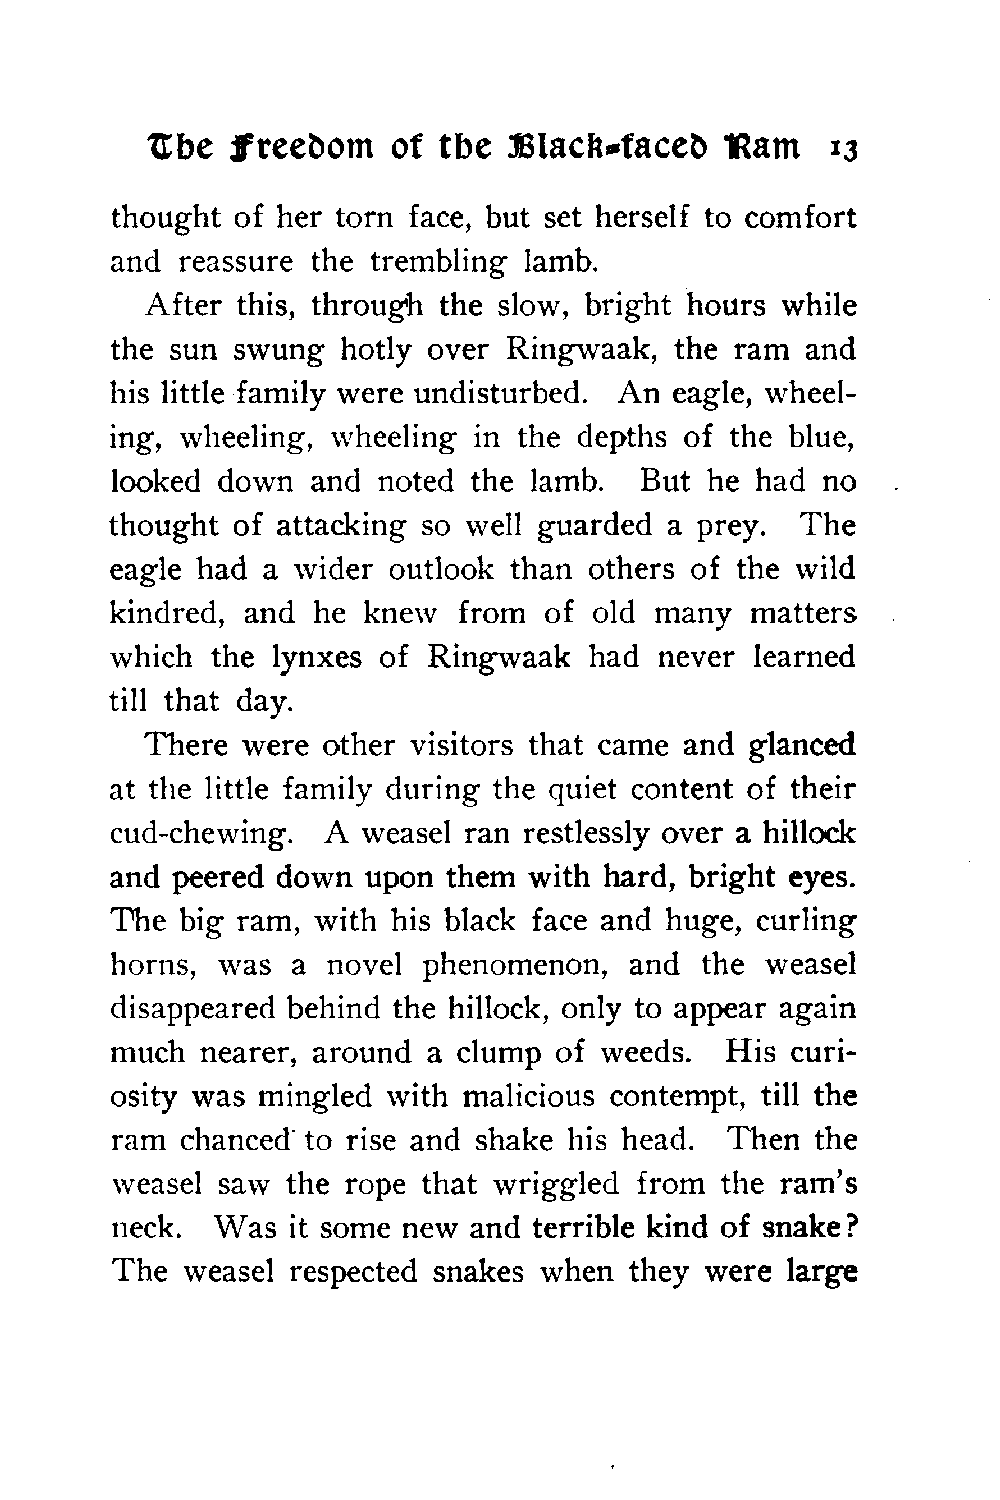 The Freedom of the Black-faced Ram 13
thought of her torn face, but set herself to comfort
and reassure the trembling lamb.
After this, through the slow, bright hours while
the sun swung hotly over Ringwaak, the ram and
his little family were undisturbed. An eagle, wheel-
ing, wheeling, wheeling in the depths of the blue,
looked down and noted the lamb. But he had no
thought of attacking so well guarded a prey. The
eagle had a wider outlook than others of the wild
kindred, and he knew from of old many matters
which the lynxes of Ringwaak had never learned
till that day.
There were other visitors that came and glanced
at the little family during the quiet content of their
cud-chewing. A weasel ran restlessly over a hillock
and peered down upon them with hard, bright eyes.
The big ram, with his black face and huge, curling
horns, was a novel phenomenon, and the weasel
disappeared behind the hillock, only to appear again
much nearer, around a clump of weeds. His curi-
osity was mingled with malicious contempt, till the
ram chanced to rise and shake his head. Then the
weasel saw the rope that wriggled from the ram's
neck. Was it some new and terrible kind of snake?
The weasel respected snakes when they were large